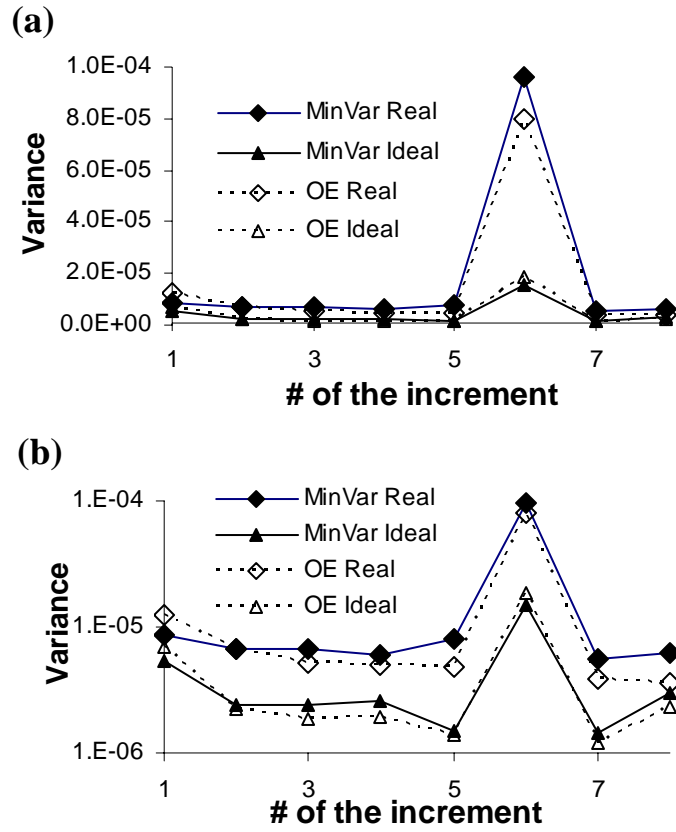 (a)
Variance
1.0E-04
8.0E-05
6.0E-05
4.0E-05
2.0E-05
0.0E+00
MinVar Real
MinVar Ideal
OE Real
OE Ideal
1 3 5 7
# of the increment
(b)
Variance
1.E-04
1.E-05
1.E-06
MinVar Real
MinVar Ideal
OE Real
OE Ideal
1 3 5 7
# of the increment